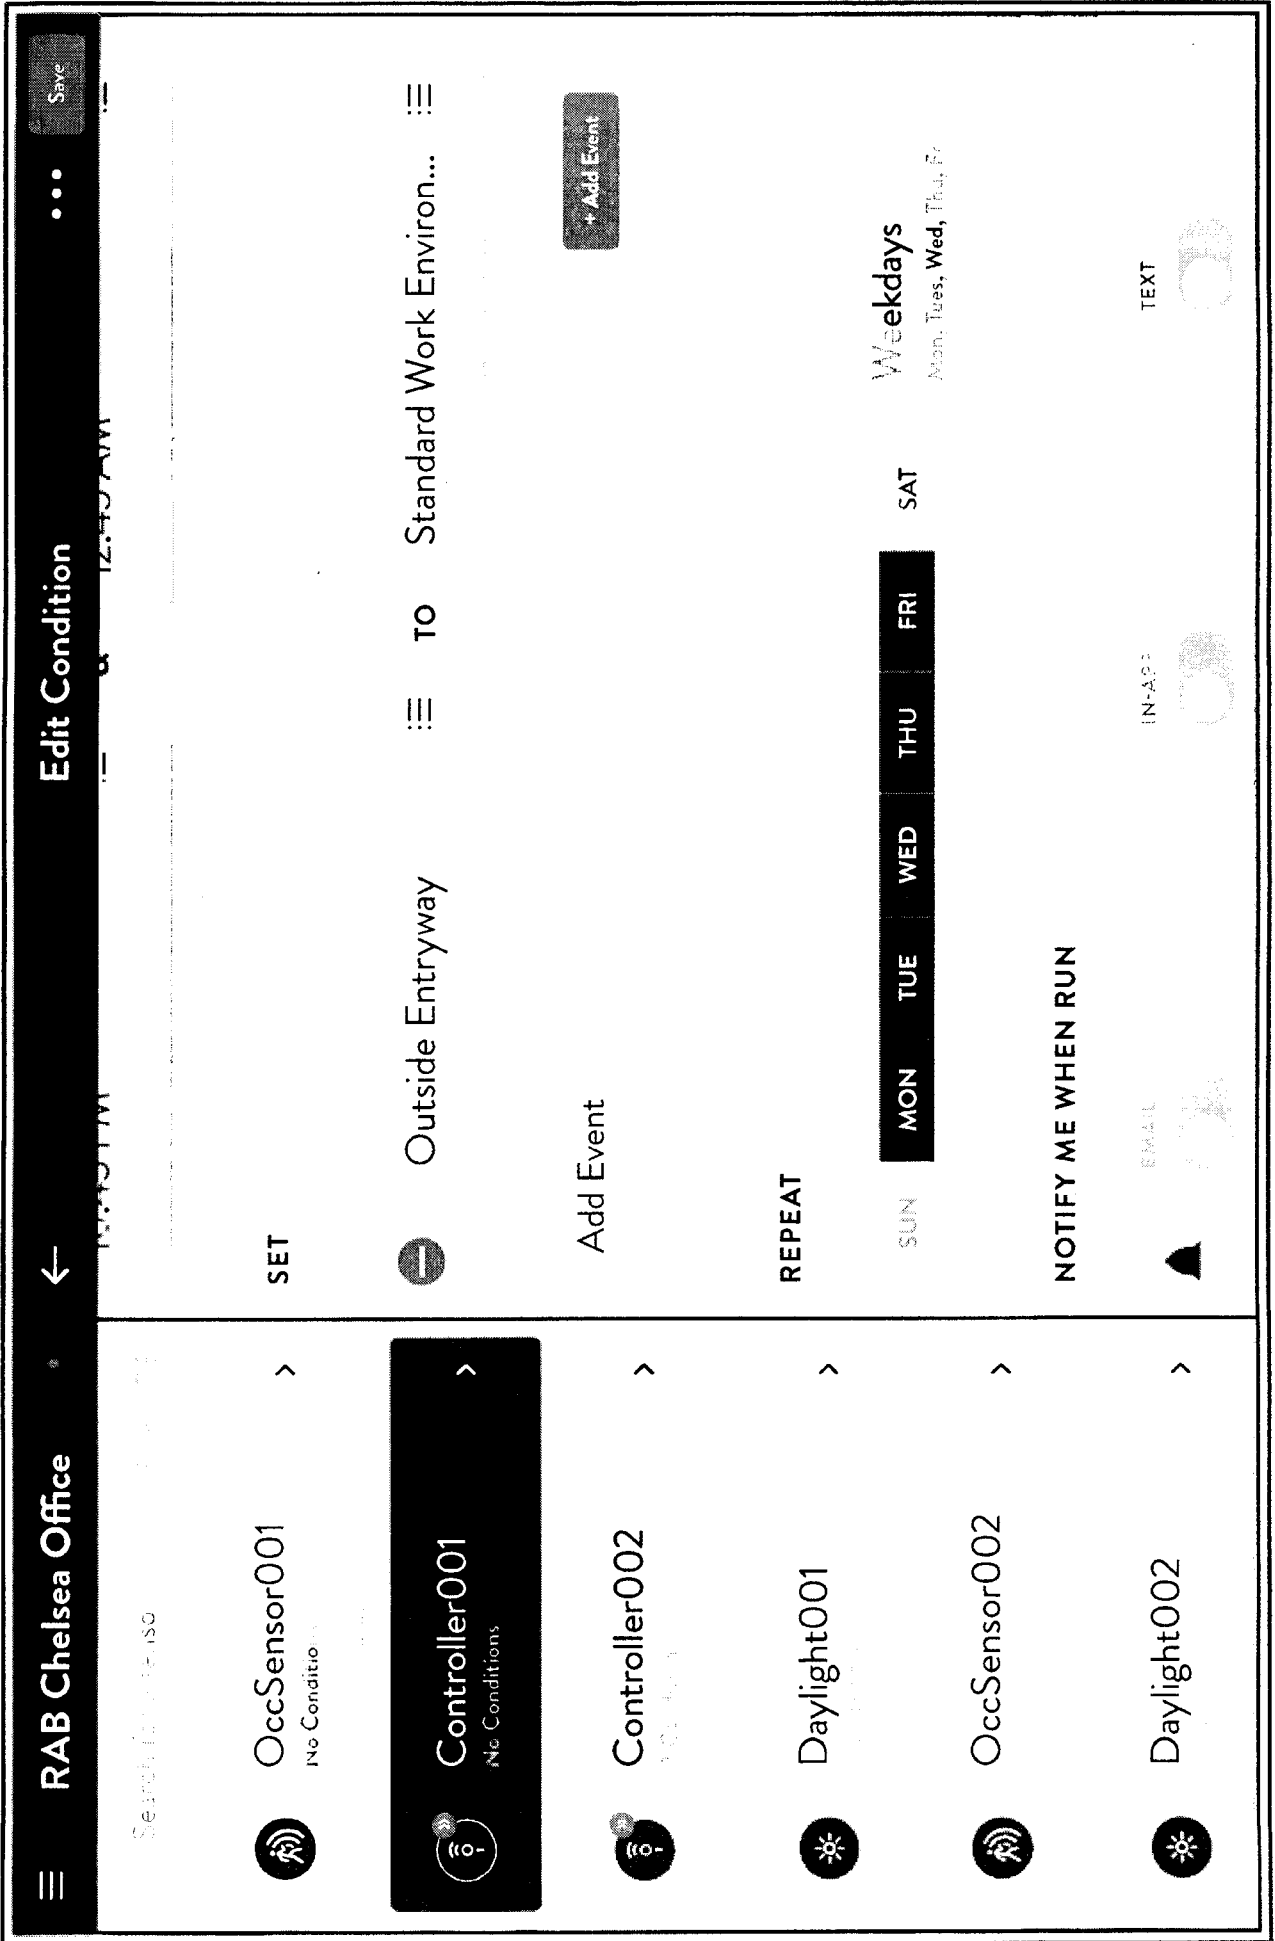 RAB Chelsea Office
Edit Condition
Save
OccSensor001
No Conditio
Controller001
No Conditions
Controller002
Daylight001
OccSensor002
Daylight002
SET
Outside Entryway
TO
Standard Work Environ...
Add Event
+ Add Event
REPEAT
SUN MON TUE WED THU FRI SAT
Weekdays
Mon, Tues, Wed, Thu, Fr
NOTIFY ME WHEN RUN
EMAIL
IN-APP
TEXT